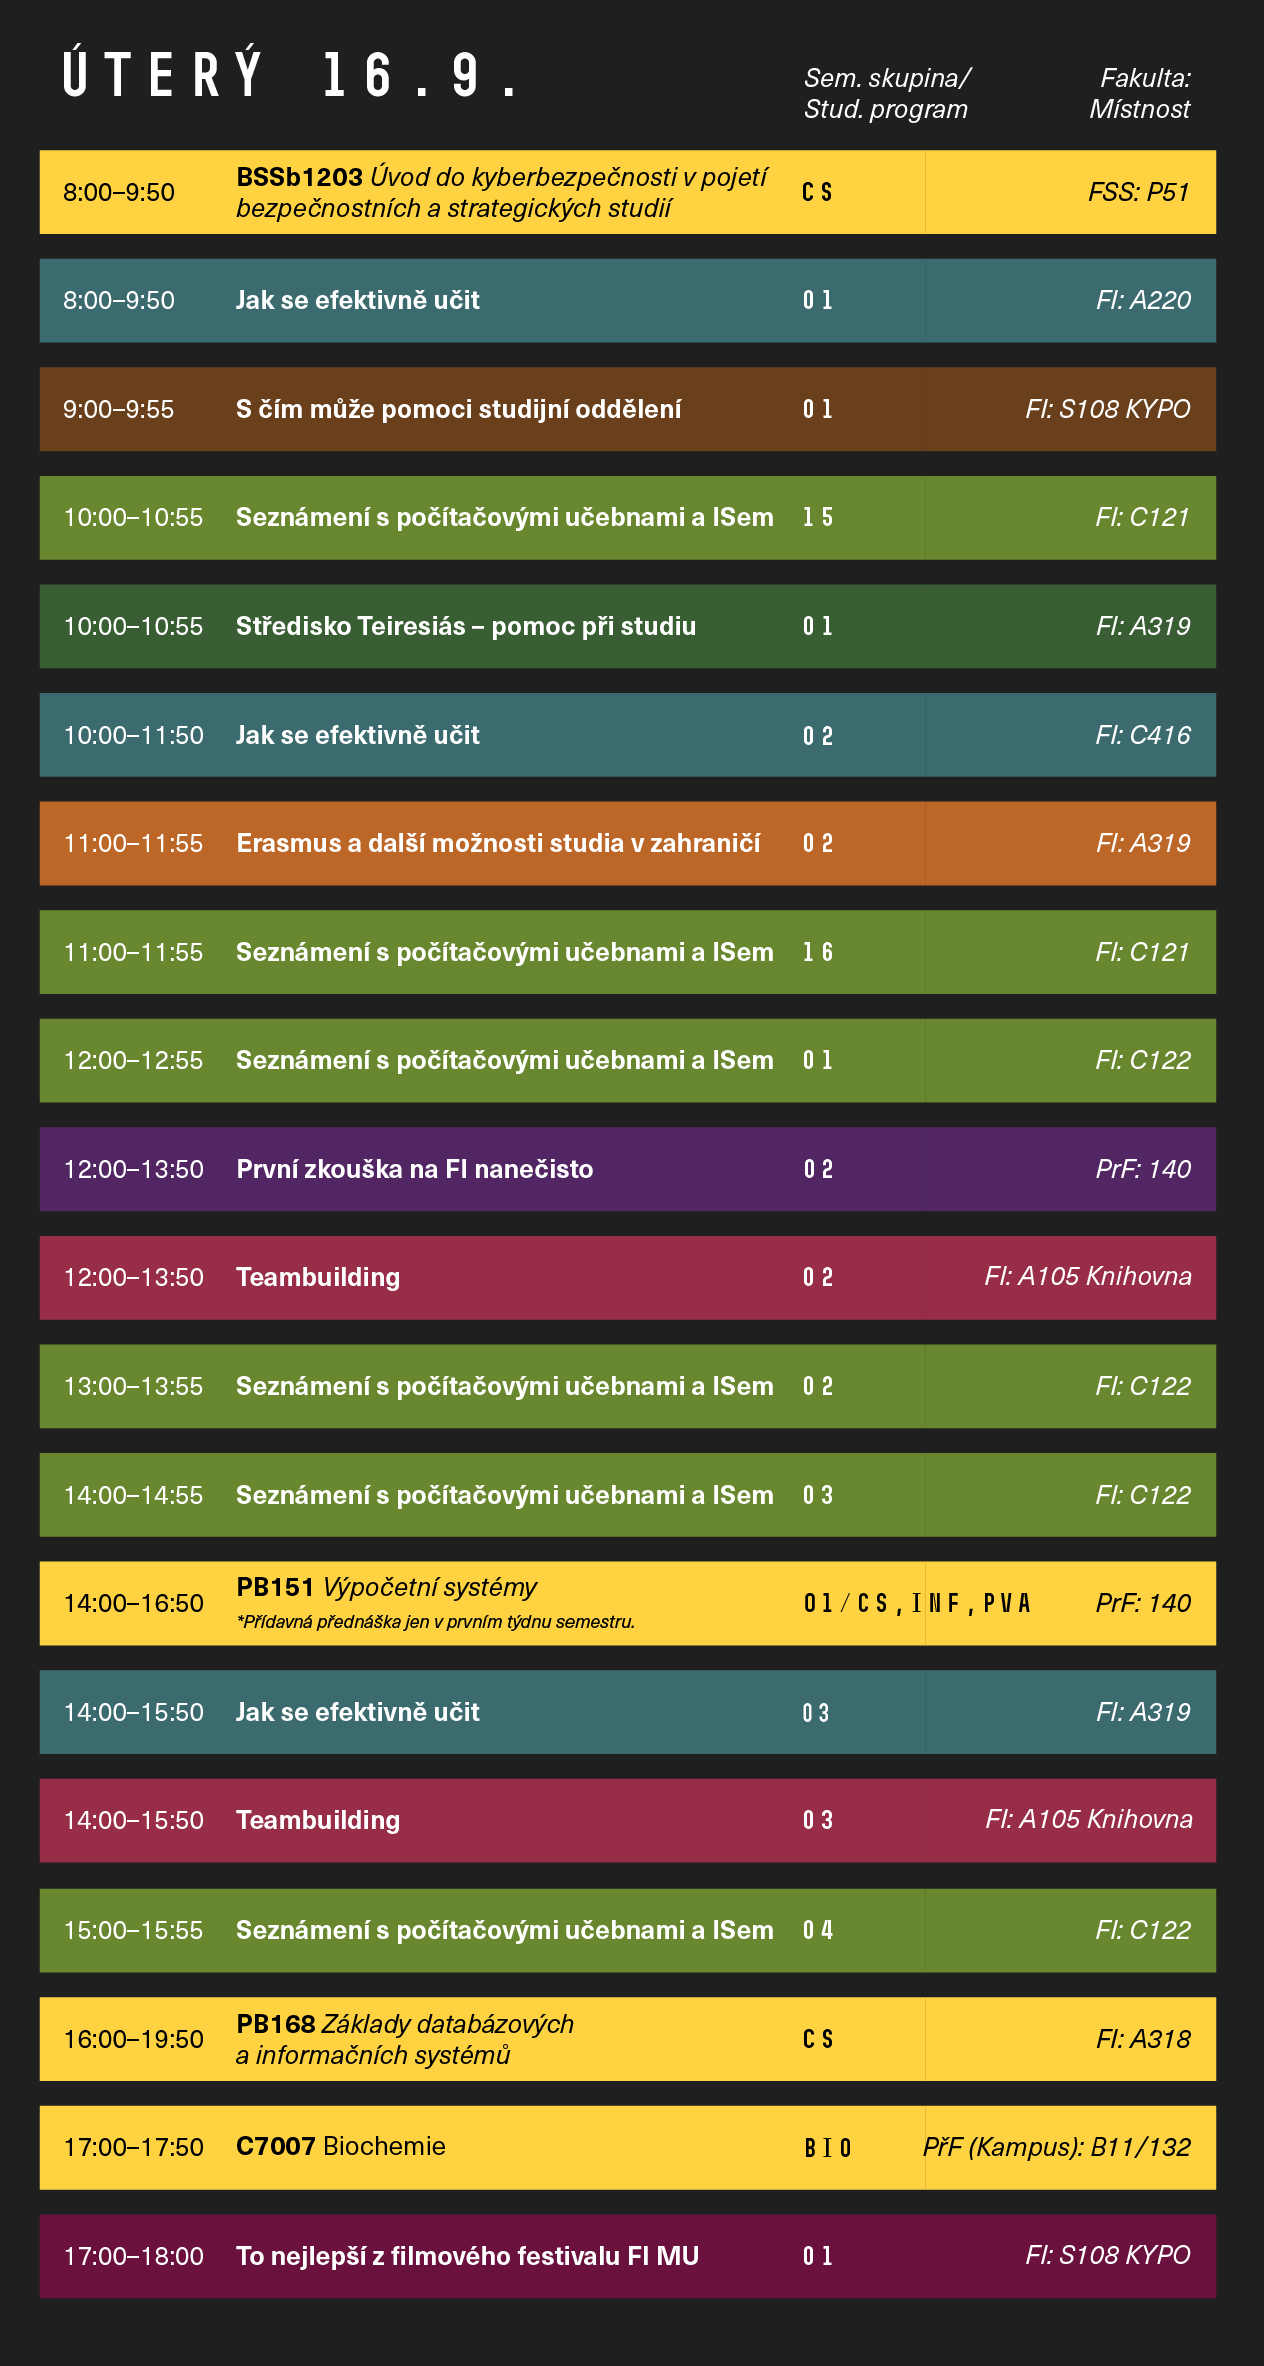 ÚTERÝ 16.9.
Sem. skupina/
Stud. program
Fakulta:
Místnost
8:00–9:50 BSSb1203 Úvod do kyberbezpečnosti v pojetí
bezpečnostních a strategických studií CS FSS: P51
8:00–9:50 Jak se efektivně učit 01 FI: A220
9:00–9:55 S čím může pomoci studijní oddělení 01 FI: S108 KYPO
10:00–10:55 Seznámení s počítačovými učebnami a ISem 15 FI: C121
10:00–10:55 Středisko Teiresiás – pomoc při studiu 01 FI: A319
10:00–11:50 Jak se efektivně učit 02 FI: C416
11:00–11:55 Erasmus a další možnosti studia v zahraničí 02 FI: A319
11:00–11:55 Seznámení s počítačovými učebnami a ISem 16 FI: C121
12:00–12:55 Seznámení s počítačovými učebnami a ISem 01 FI: C122
12:00–13:50 První zkouška na FI nanečisto 02 PrF: 140
12:00–13:50 Teambuilding 02 FI: A105 Knihovna
13:00–13:55 Seznámení s počítačovými učebnami a ISem 02 FI: C122
14:00–14:55 Seznámení s počítačovými učebnami a ISem 03 FI: C122
14:00–16:50 PB151 Výpočetní systémy 01/CS,INF,PVA PrF: 140
*Přídavná přednáška jen v prvním týdnu semestru.
14:00–15:50 Jak se efektivně učit 03 FI: A319
14:00–15:50 Teambuilding 03 FI: A105 Knihovna
15:00–15:55 Seznámení s počítačovými učebnami a ISem 04 FI: C122
16:00–19:50 PB168 Základy databázových
a informačních systémů CS FI: A318
17:00–17:50 C7007 Biochemie BIO PřF (Kampus): B11/132
17:00–18:00 To nejlepší z filmového festivalu FI MU 01 FI: S108 KYPO